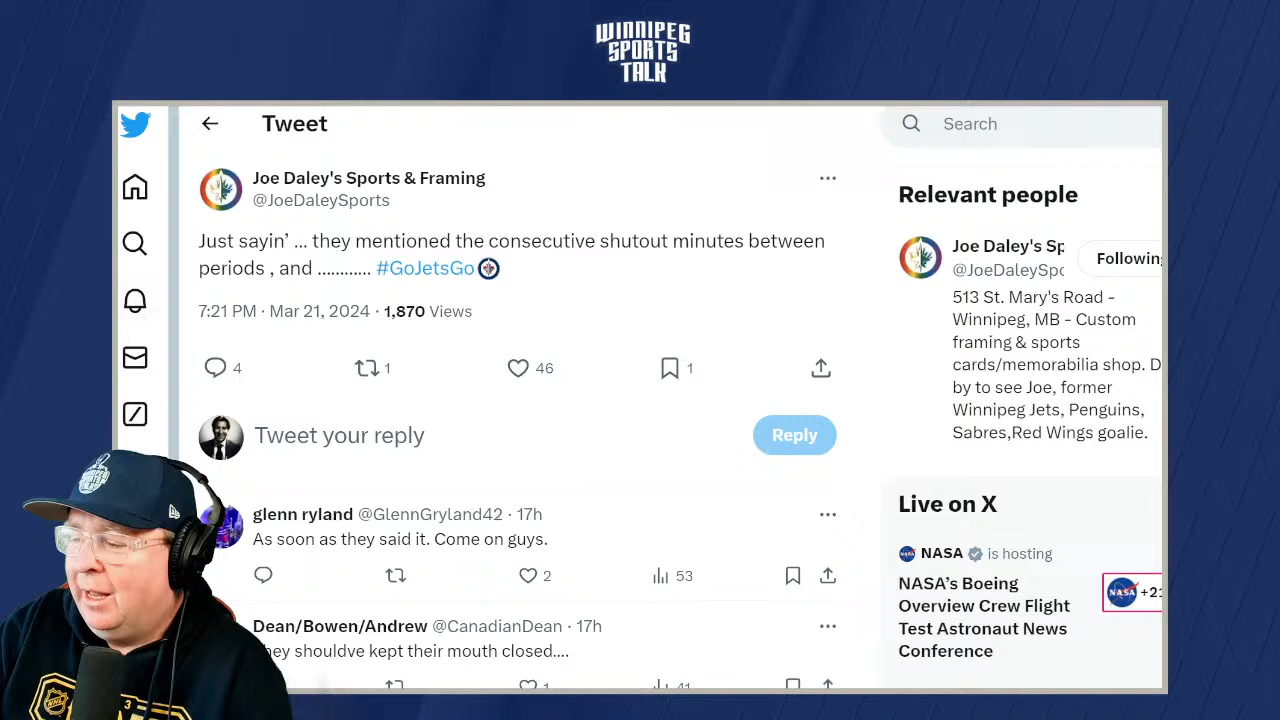 WINNIPEG
SPORTS
TALK
Tweet
Search
Joe Daley's Sports & Framing
@JoeDaleySports
Just sayin’ ... they mentioned the consecutive shutout minutes between
periods , and ............ #GoJetsGo
7:21 PM · Mar 21, 2024 · 1,870 Views
4
1
46
1
Tweet your reply
Reply
glenn ryland @GlennGryland42 · 17h
As soon as they said it. Come on guys.
2
53
Dean/Bowen/Andrew @CanadianDean · 17h
hey shouldve kept their mouth closed....
1
41
Relevant people
Joe Daley's Sp
@JoeDaleySpo
Following
513 St. Mary's Road -
Winnipeg, MB - Custom
framing & sports
cards/memorabilia shop. D
by to see Joe, former
Winnipeg Jets, Penguins,
Sabres,Red Wings goalie.
Live on X
NASA is hosting
NASA’s Boeing
Overview Crew Flight
Test Astronaut News
Conference
NASA
+21
NHL
3